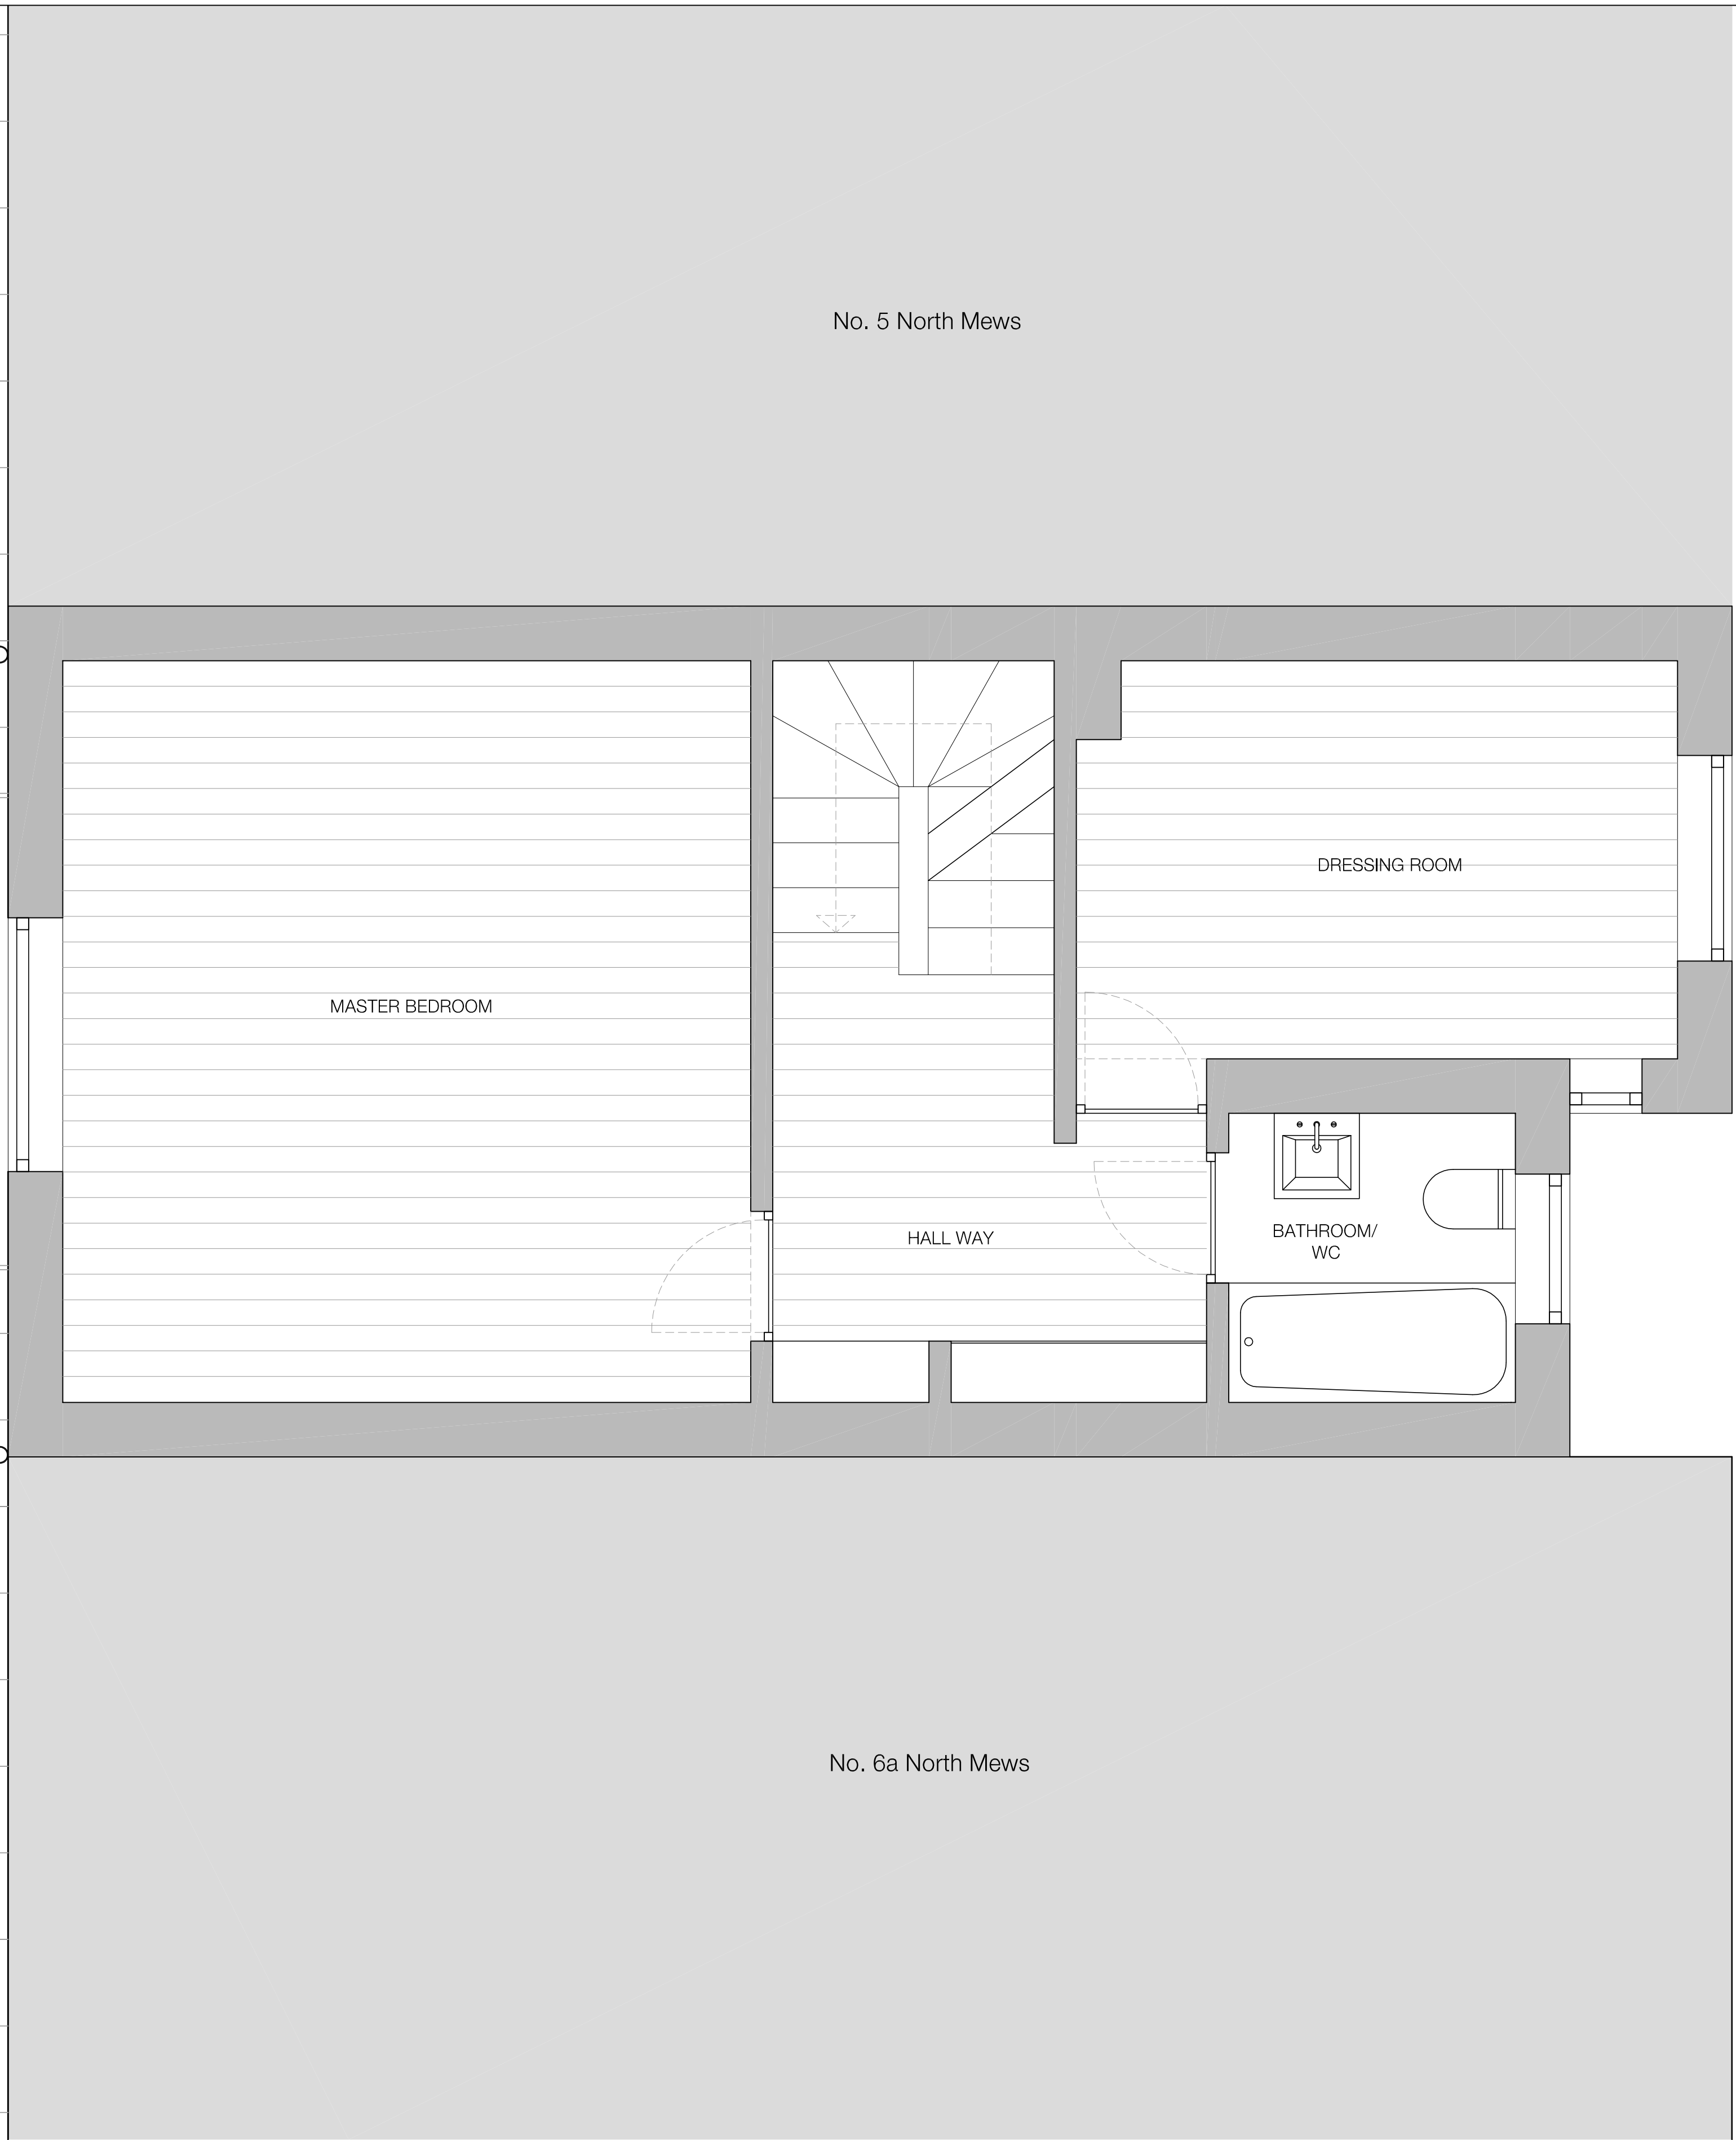 No. 5 North Mews
DRESSING ROOM
MASTER BEDROOM
HALL WAY
BATHROOM/
WC
No. 6a North Mews